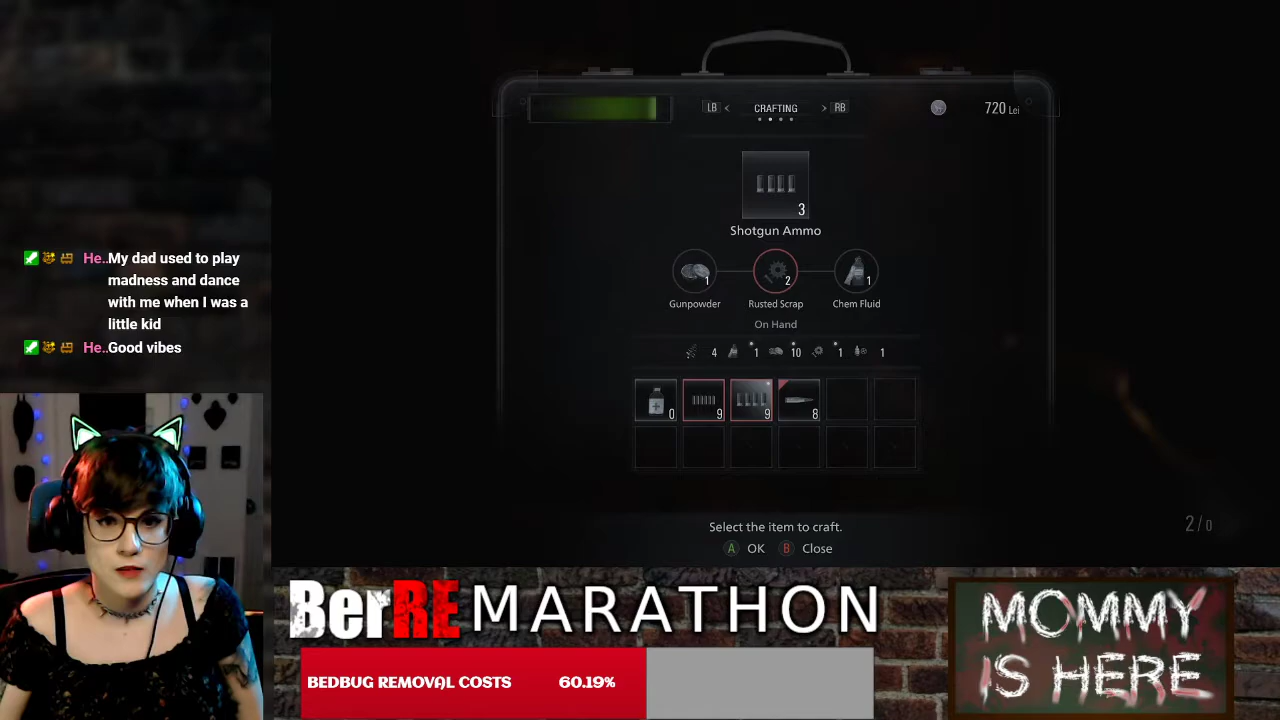 LB < CRAFTING > RB
720 Lei
3
Shotgun Ammo
1 2 1
Gunpowder Rusted Scrap Chem Fluid
On Hand
4 1 10 1 1
0 9 9 8
Select the item to craft.
A OK B Close
2/0
He..My dad used to play
madness and dance
with me when I was a
little kid
He..Good vibes
BerRE MARATHON
BEDBUG REMOVAL COSTS 60.19%
MOMMY
IS HERE